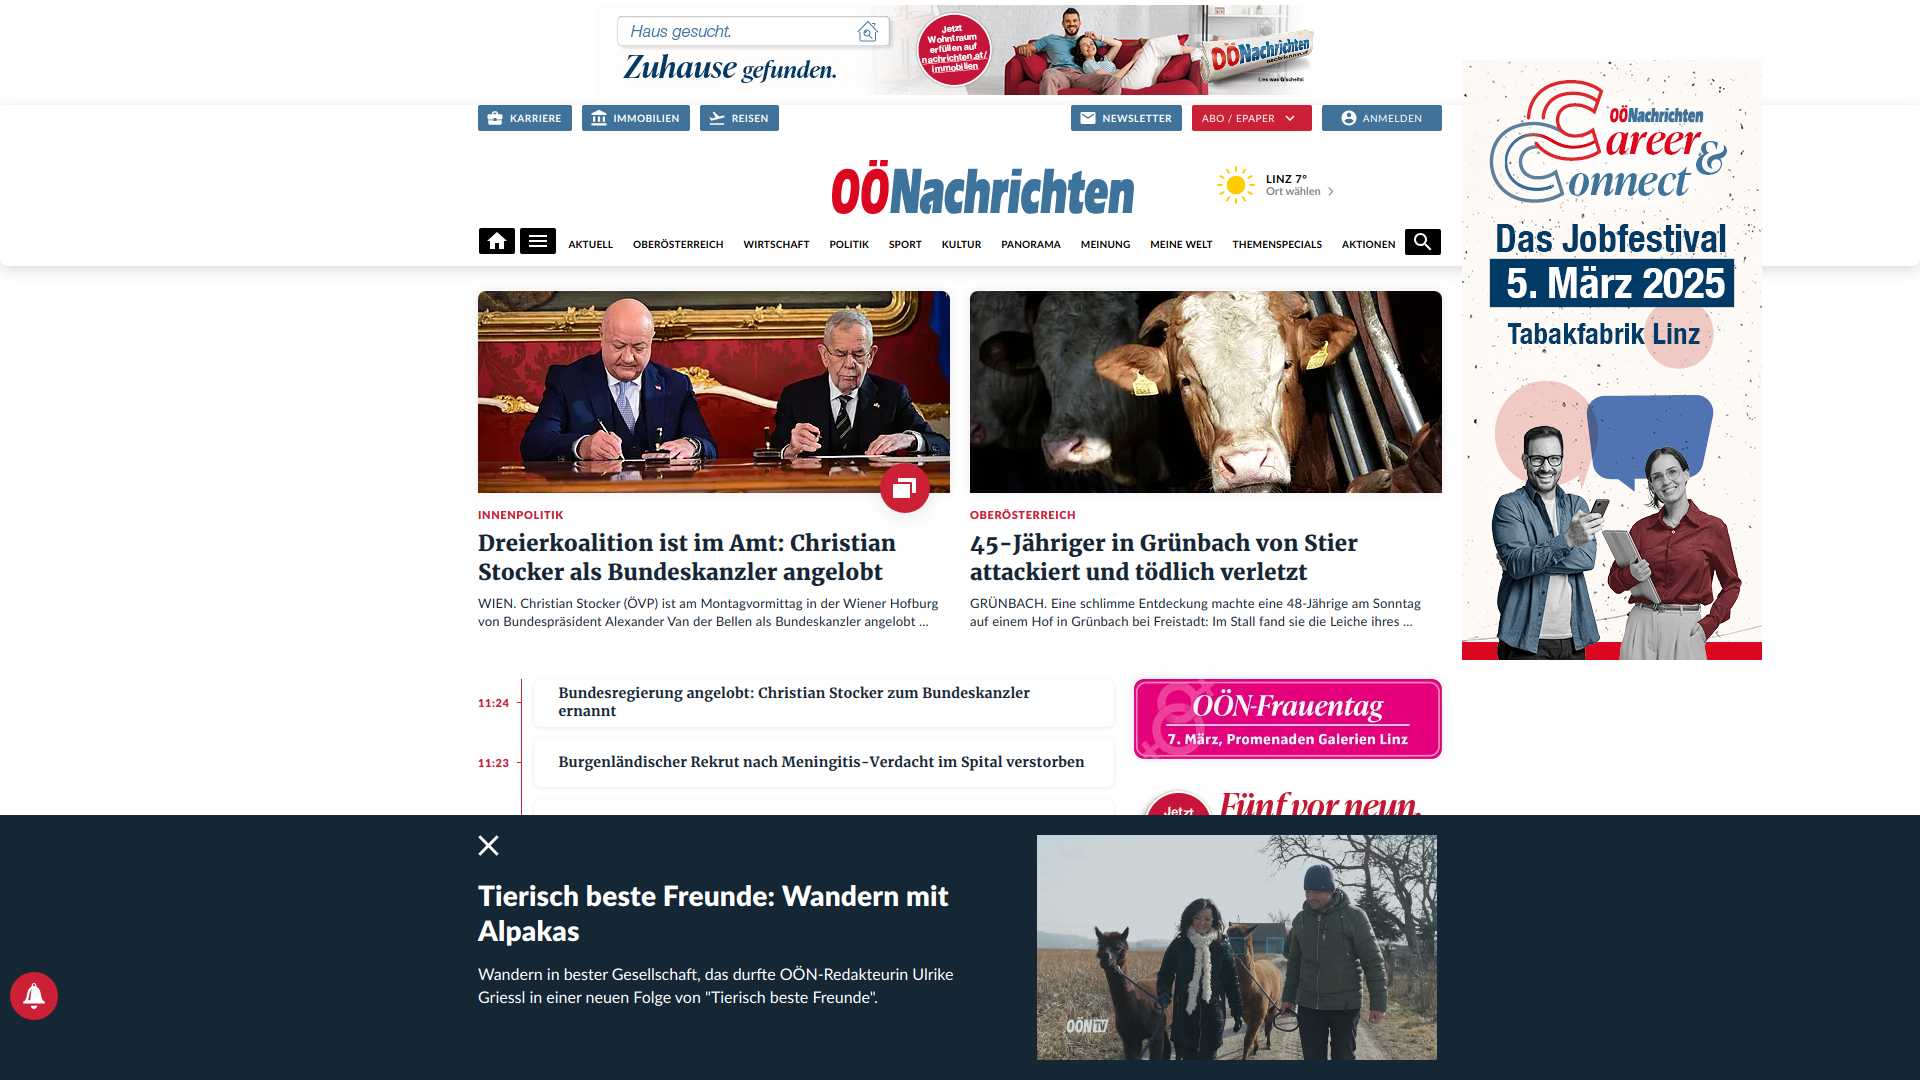 Haus gesucht.
Zuhause gefunden.
Jetzt
Wohntraum
erfüllen auf
nachrichten.at/
immobilien
OÖNachrichten
Lies was G'scheits!
KARRIERE
IMMOBILIEN
REISEN
NEWSLETTER
ABO / EPAPER
ANMELDEN
OÖNachrichten
LINZ 7°
Ort wählen
AKTUELL
OBERÖSTERREICH
WIRTSCHAFT
POLITIK
SPORT
KULTUR
PANORAMA
MEINUNG
MEINE WELT
THEMENSPECIALS
AKTIONEN
OÖNachrichten
Career &
Connect
Das Jobfestival
5. März 2025
Tabakfabrik Linz
INNENPOLITIK
Dreierkoalition ist im Amt: Christian
Stocker als Bundeskanzler angelobt
WIEN. Christian Stocker (ÖVP) ist am Montagvormittag in der Wiener Hofburg
von Bundespräsident Alexander Van der Bellen als Bundeskanzler angelobt ...
OBERÖSTERREICH
45-Jähriger in Grünbach von Stier
attackiert und tödlich verletzt
GRÜNBACH. Eine schlimme Entdeckung machte eine 48-Jährige am Sonntag
auf einem Hof in Grünbach bei Freistadt: Im Stall fand sie die Leiche ihres ...
11:24
Bundesregierung angelobt: Christian Stocker zum Bundeskanzler
ernannt
11:23
Burgenländischer Rekrut nach Meningitis-Verdacht im Spital verstorben
OÖN-Frauentag
7. März, Promenaden Galerien Linz
Jetzt
Fünf vor neun.
Tierisch beste Freunde: Wandern mit
Alpakas
Wandern in bester Gesellschaft, das durfte OÖN-Redakteurin Ulrike
Griessl in einer neuen Folge von "Tierisch beste Freunde".
OÖN TV